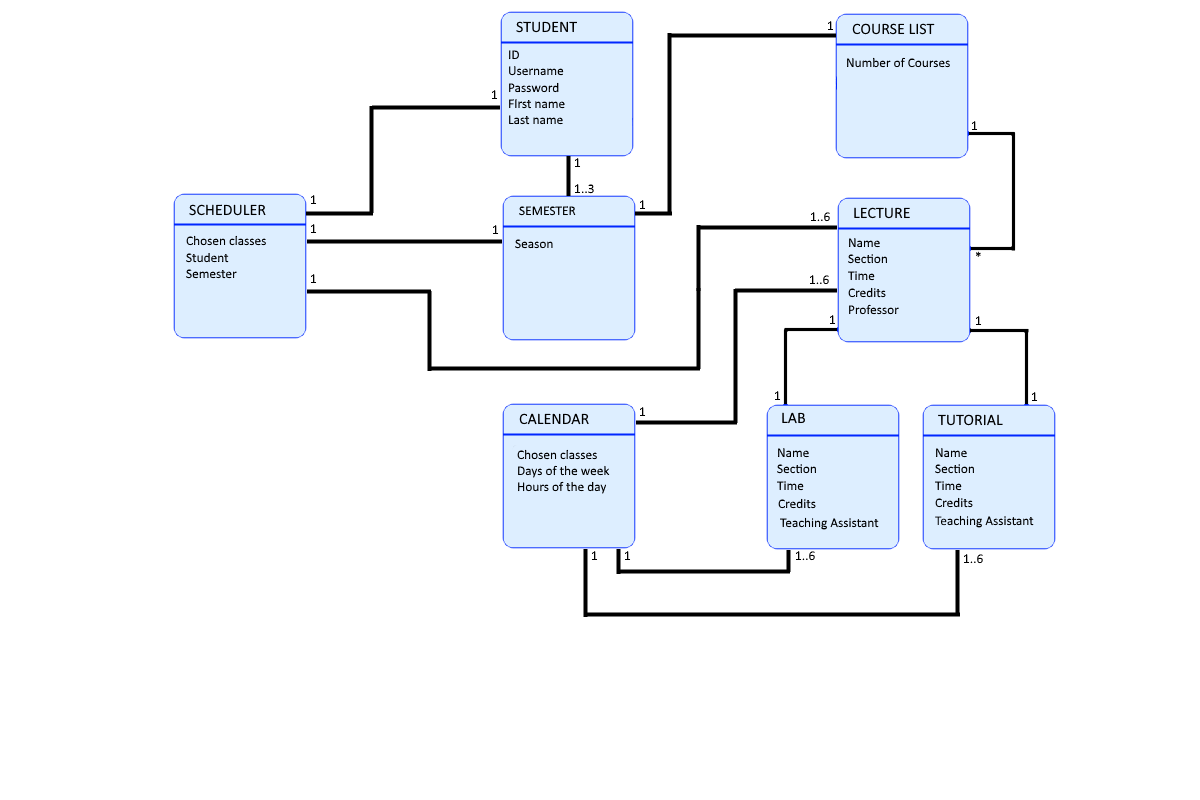 STUDENT
ID
Username
Password
FIrst name
Last name
1
1
1..3
COURSE LIST
Number of Courses
1
1
SCHEDULER
Chosen classes
Student
Semester
1
1
1
SEMESTER
Season
1
1
LECTURE
Name
Section
Time
Credits
Professor
1..6
1..6
*
1
1
CALENDAR
Chosen classes
Days of the week
Hours of the day
1
1
1
LAB
Name
Section
Time
Credits
Teaching Assistant
1
1..6
TUTORIAL
Name
Section
Time
Credits
Teaching Assistant
1
1..6